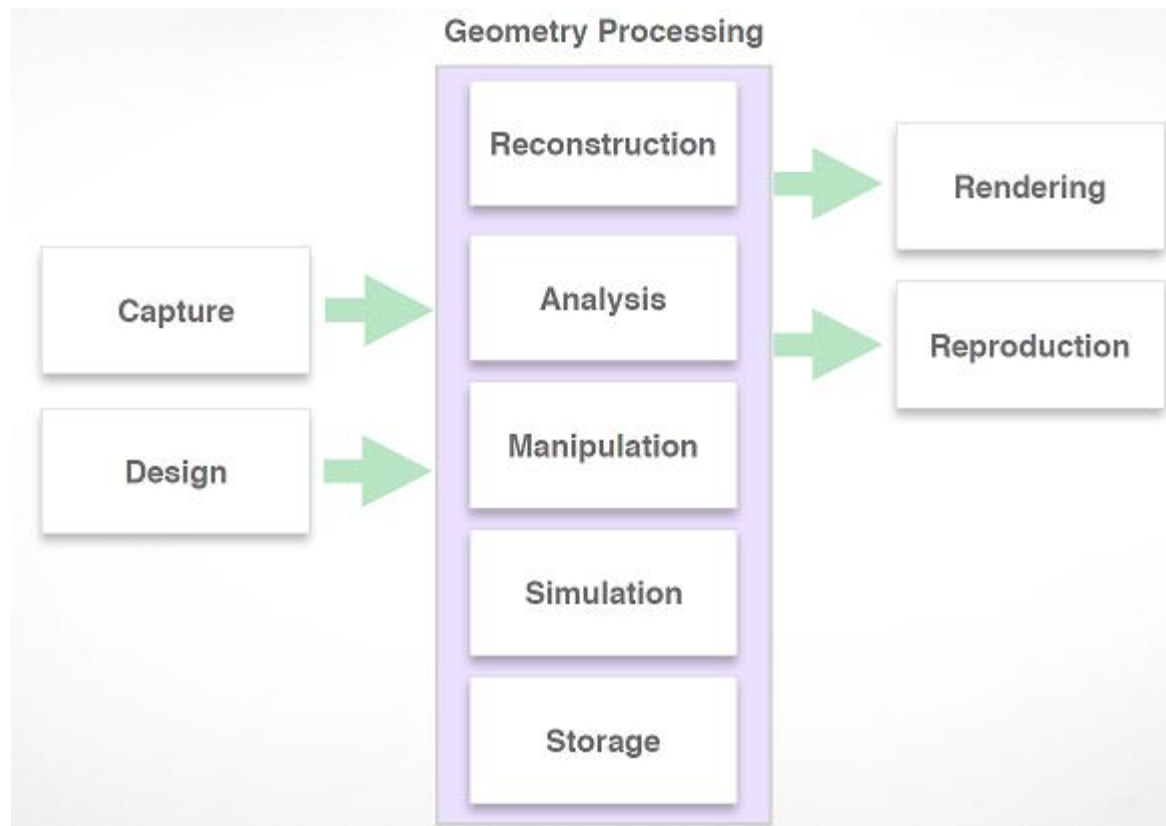 Geometry Processing
Capture
Design
Reconstruction
Analysis
Manipulation
Simulation
Storage
Rendering
Reproduction